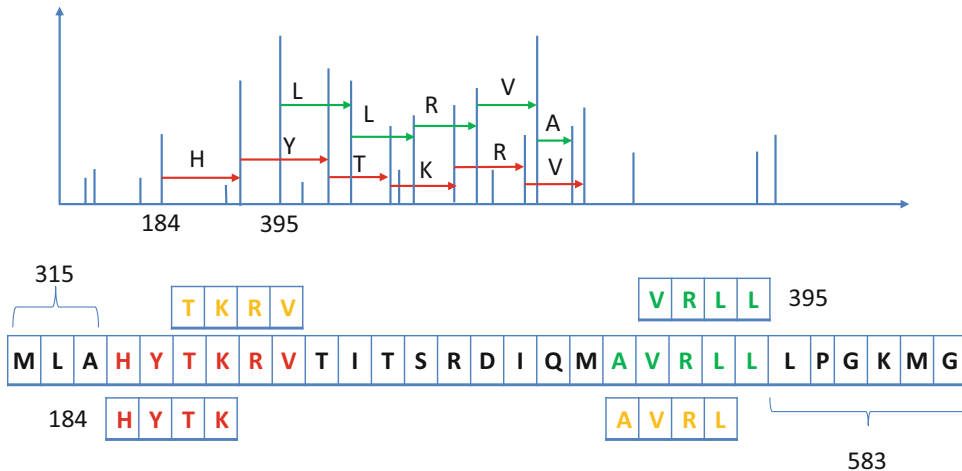 L
V
L
R
A
H
Y
T
K
R
V
184 395
315
T K R V
V R L L 395
M L A H Y T K R V T I T S R D I Q M A V R L L L P G K M G
184 H Y T K
A V R L
583